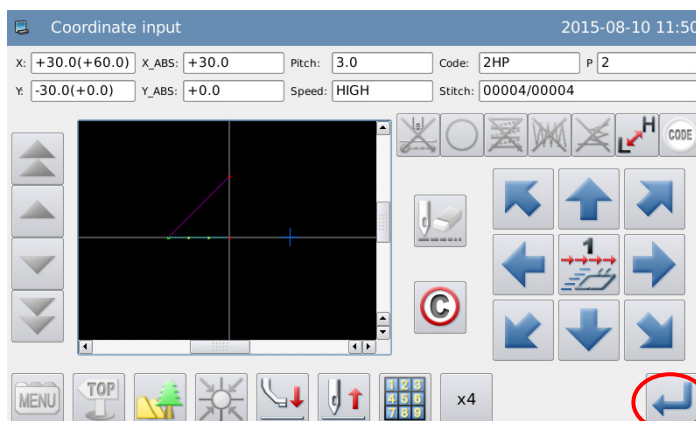 Coordinate input 2015-08-10 11:50
X: +30.0(+60.0) X_ABS: +30.0 Pitch: 3.0 Code: 2HP P 2
Y: -30.0(+0.0) Y_ABS: +0.0 Speed: HIGH Stitch: 00004/00004
L H CODE
1
C
MENU TOP 123 x4
456
789